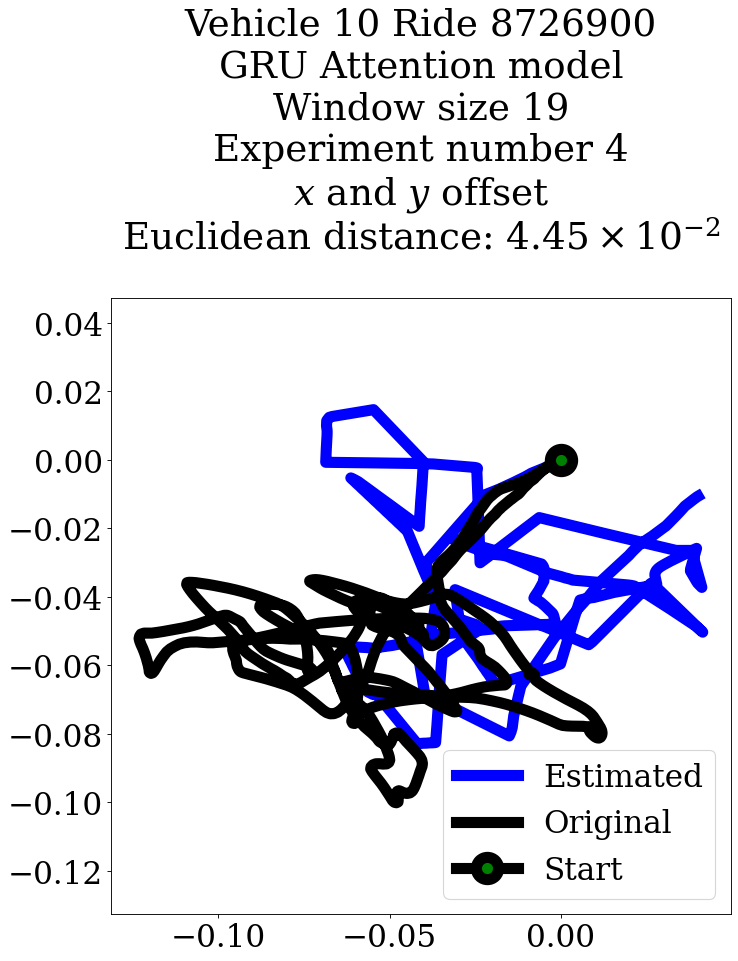 Vehicle 10 Ride 8726900
GRU Attention model
Window size 19
Experiment number 4
x and y offset
Euclidean distance: 4.45 × 10⁻²
0.04
0.02
0.00
−0.02
−0.04
−0.06
−0.08
−0.10
−0.12
Estimated
Original
Start
−0.10
−0.05
0.00